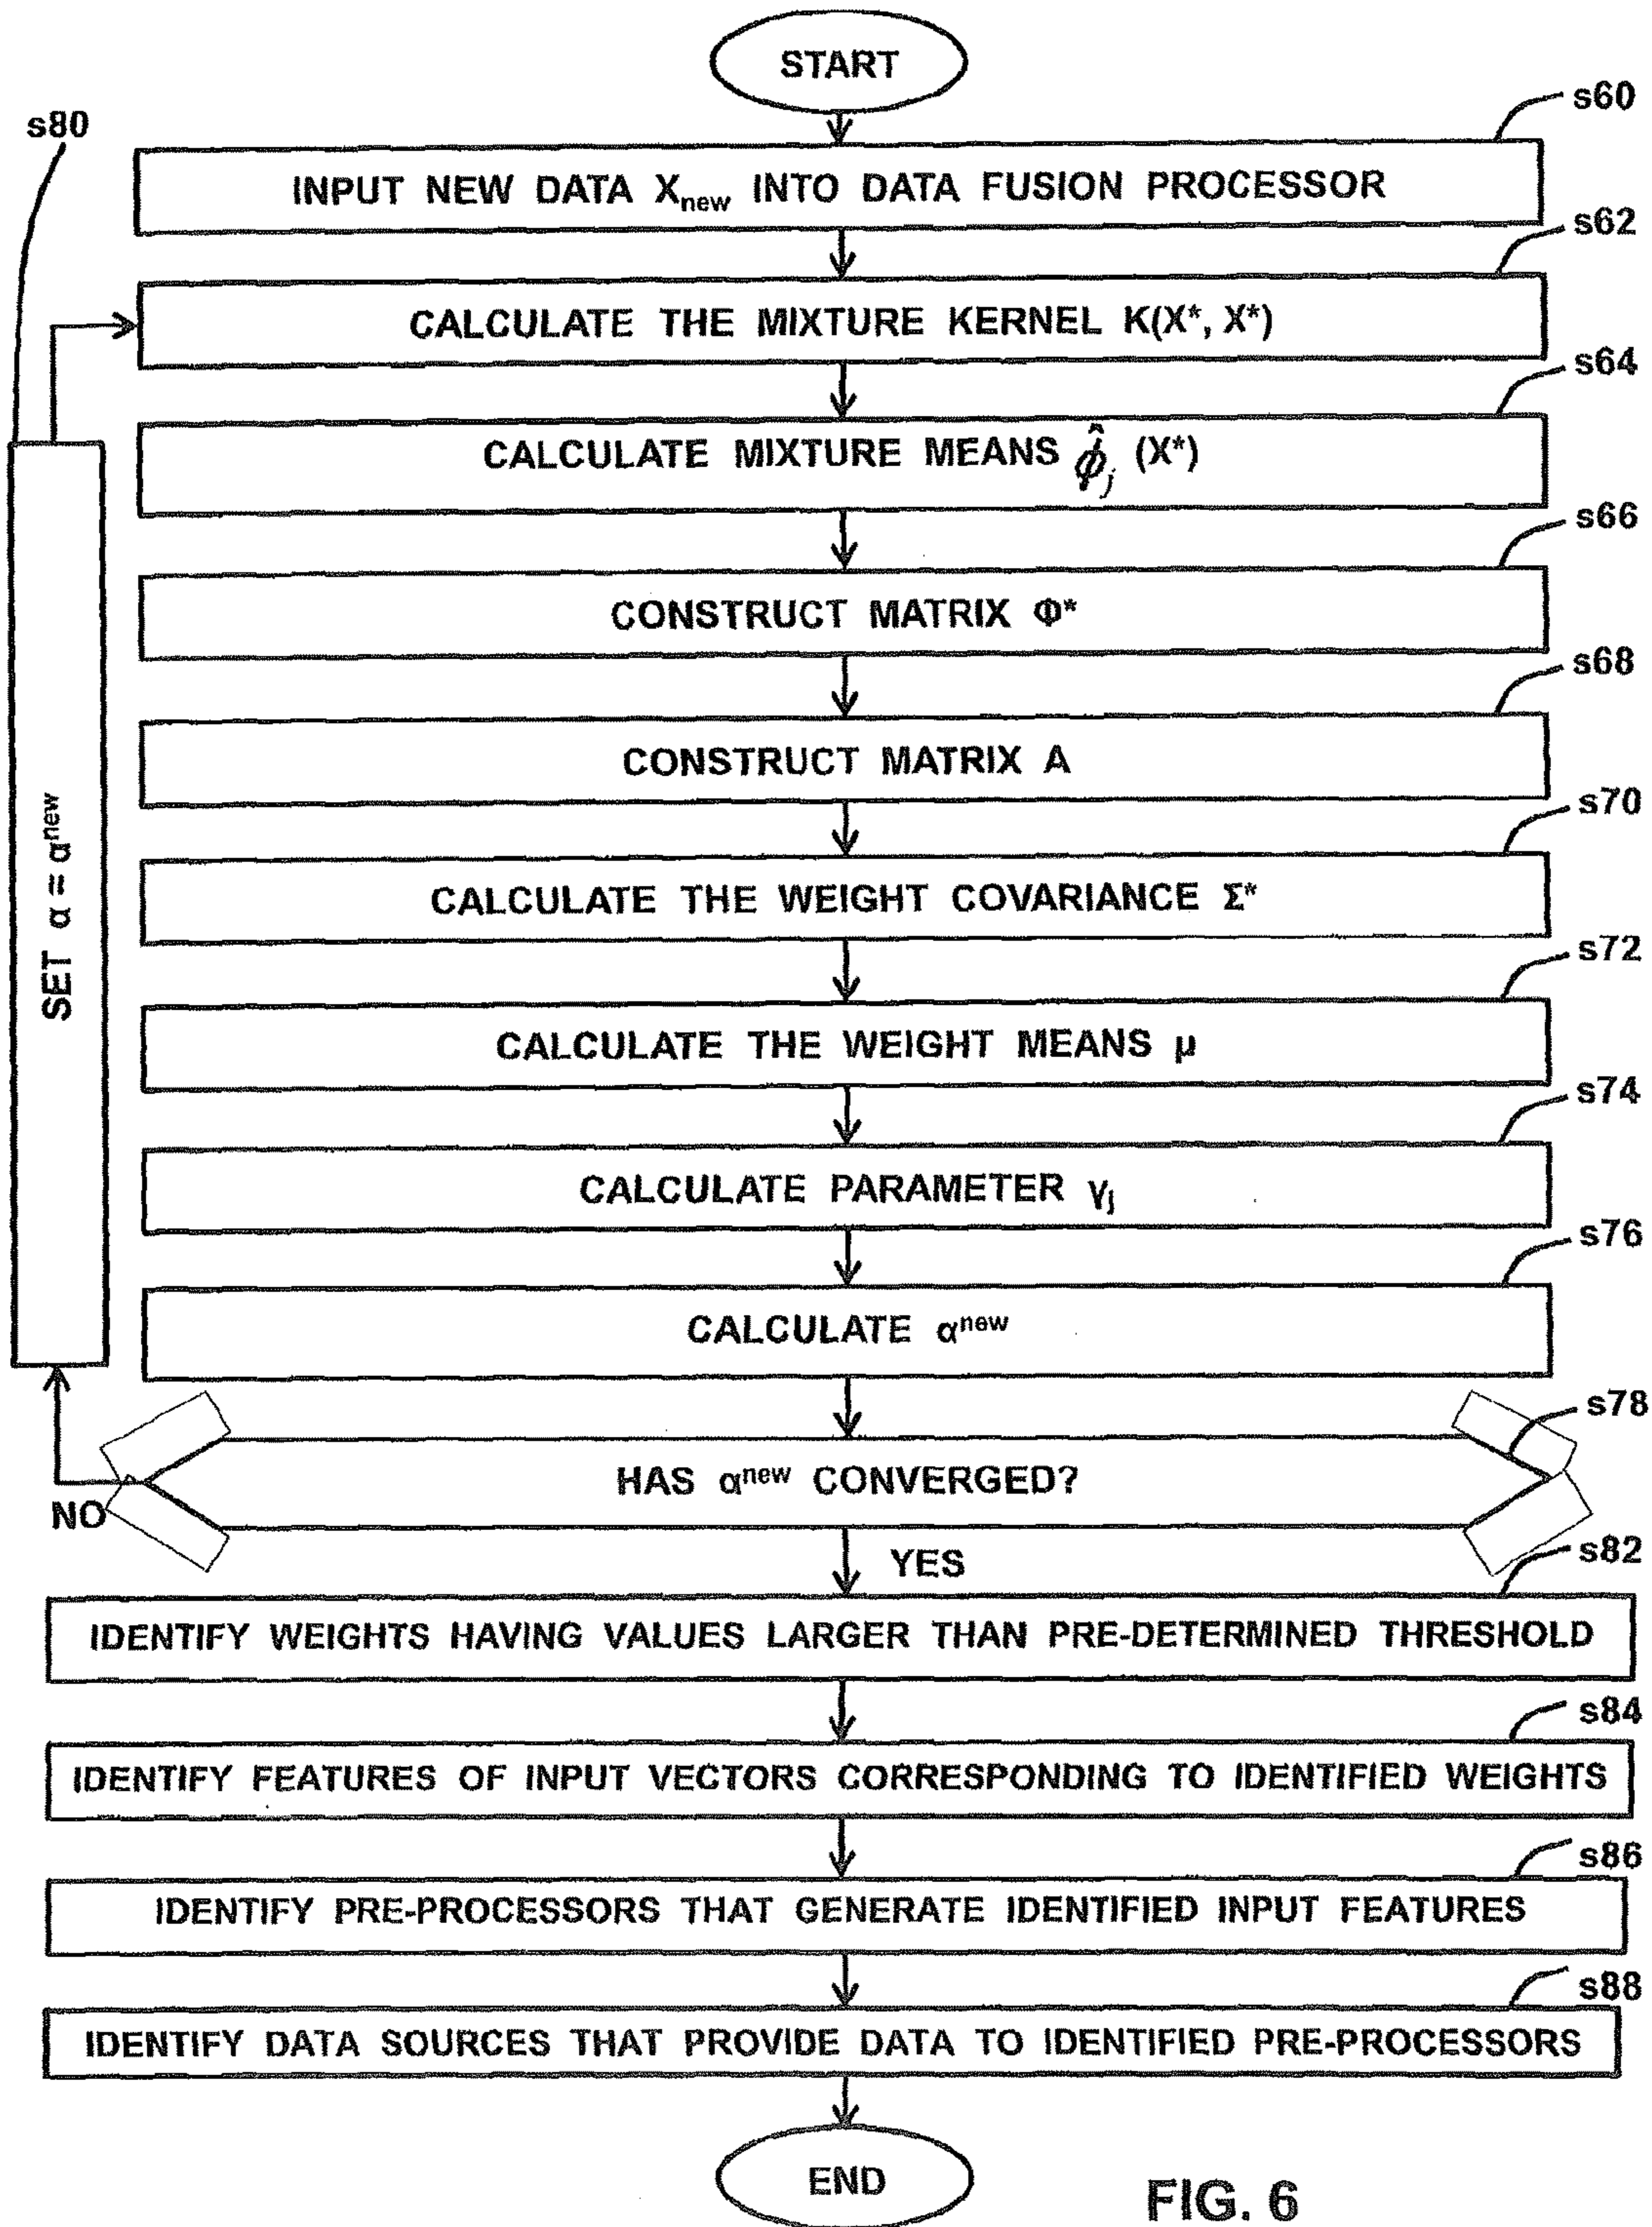 START
s60
s80
INPUT NEW DATA Xnew INTO DATA FUSION PROCESSOR
s62
CALCULATE THE MIXTURE KERNEL K(X*, X*)
s64
CALCULATE MIXTURE MEANS ϕ̂j (X*)
s66
CONSTRUCT MATRIX Φ*
s68
CONSTRUCT MATRIX A
s70
CALCULATE THE WEIGHT COVARIANCE Σ*
s72
CALCULATE THE WEIGHT MEANS μ
s74
CALCULATE PARAMETER γj
s76
CALCULATE αnew
SET α = αnew
s78
HAS αnew CONVERGED?
NO
YES
s82
IDENTIFY WEIGHTS HAVING VALUES LARGER THAN PRE-DETERMINED THRESHOLD
s84
IDENTIFY FEATURES OF INPUT VECTORS CORRESPONDING TO IDENTIFIED WEIGHTS
s86
IDENTIFY PRE-PROCESSORS THAT GENERATE IDENTIFIED INPUT FEATURES
s88
IDENTIFY DATA SOURCES THAT PROVIDE DATA TO IDENTIFIED PRE-PROCESSORS
END
FIG. 6